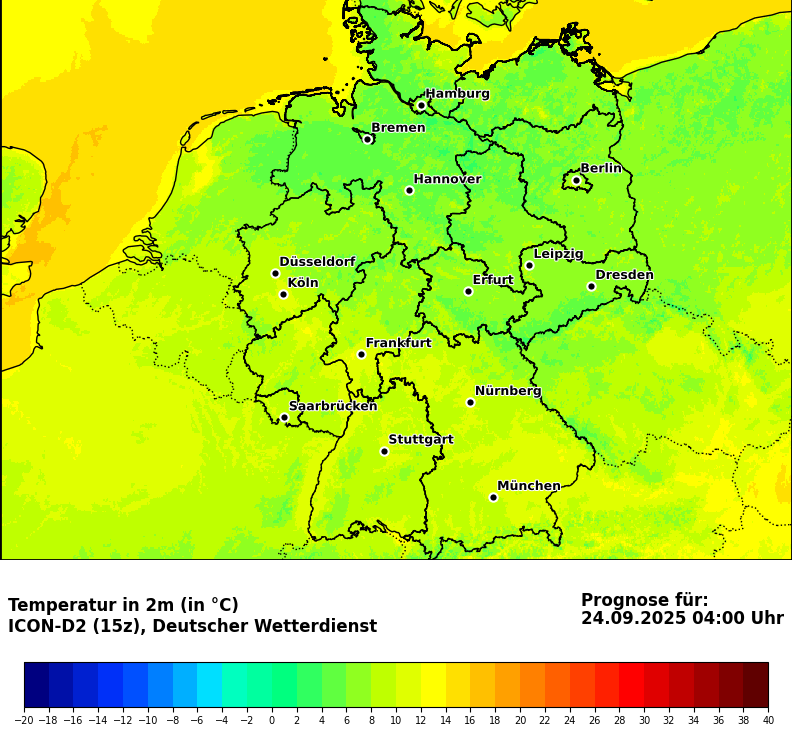 Hamburg
Bremen
Berlin
Hannover
Leipzig
Düsseldorf
Dresden
Köln
Erfurt
Frankfurt
Nürnberg
Saarbrücken
Stuttgart
München
Temperatur in 2m (in °C)
ICON-D2 (15z), Deutscher Wetterdienst
Prognose für:
24.09.2025 04:00 Uhr
−20 −18 −16 −14 −12 −10 −8 −6 −4 −2 0 2 4 6 8 10 12 14 16 18 20 22 24 26 28 30 32 34 36 38 40